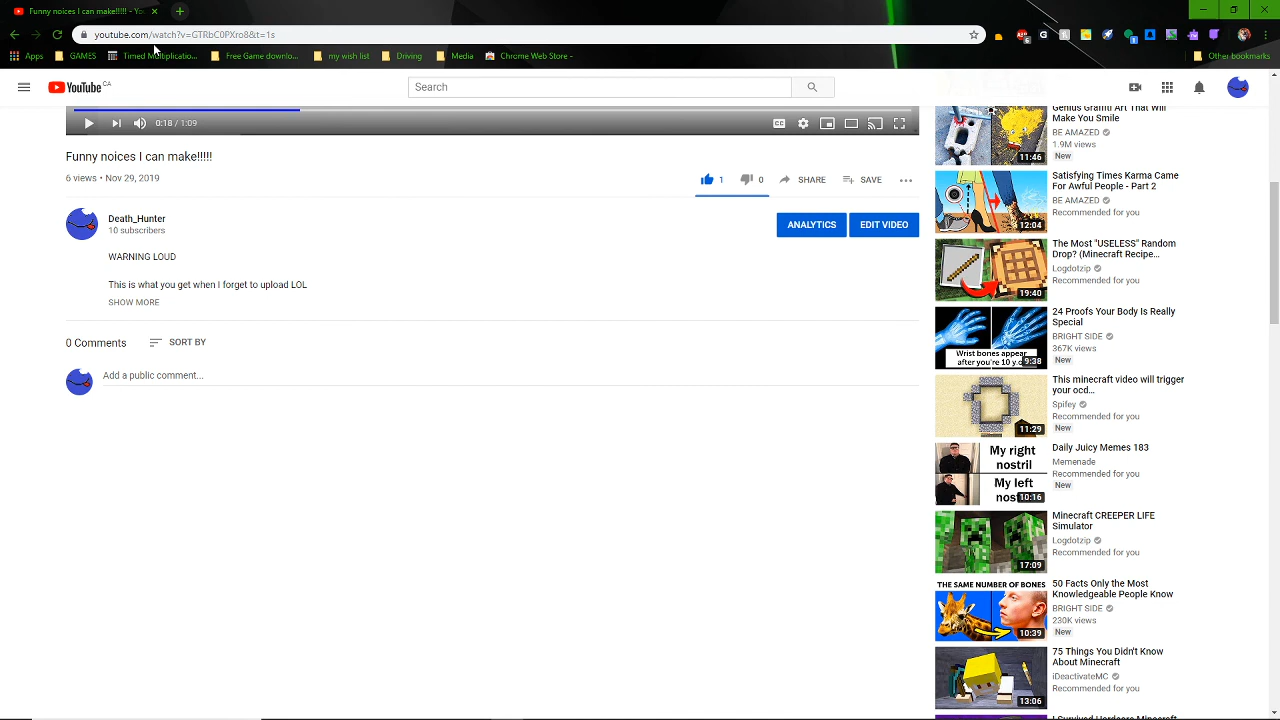 Funny noices I can make!!!!! - Yo
youtube.com/watch?v=GTRbC0PXro8&t=1s
Apps
GAMES
Timed Multiplicatio...
Free Game downlo...
my wish list
Driving
Media
Chrome Web Store -
Other bookmarks
YouTube CA
Search
0:18 / 1:09
CC
Funny noices I can make!!!!!
6 views • Nov 29, 2019
1
0
SHARE
SAVE
Death_Hunter
10 subscribers
ANALYTICS
EDIT VIDEO
WARNING LOUD
This is what you get when I forget to upload LOL
SHOW MORE
0 Comments
SORT BY
Add a public comment...
Genius Graffiti Art That Will
Make You Smile
BE AMAZED
1.9M views
New
11:46
Satisfying Times Karma Came
For Awful People - Part 2
BE AMAZED
Recommended for you
12:04
The Most "USELESS" Random
Drop? (Minecraft Recipe...
Logdotzip
Recommended for you
19:40
24 Proofs Your Body Is Really
Special
BRIGHT SIDE
367K views
New
Wrist bones appear
after you're 10 y.o
9:38
This minecraft video will trigger
your ocd...
Spifey
Recommended for you
New
11:29
Daily Juicy Memes 183
Memenade
Recommended for you
New
My right
nostril
My left
nos
10:16
Minecraft CREEPER LIFE
Simulator
Logdotzip
Recommended for you
17:09
THE SAME NUMBER OF BONES
50 Facts Only the Most
Knowledgeable People Know
BRIGHT SIDE
230K views
New
10:39
75 Things You Didn't Know
About Minecraft
iDeactivateMC
Recommended for you
13:06
I Survived Hardcore Minecraft